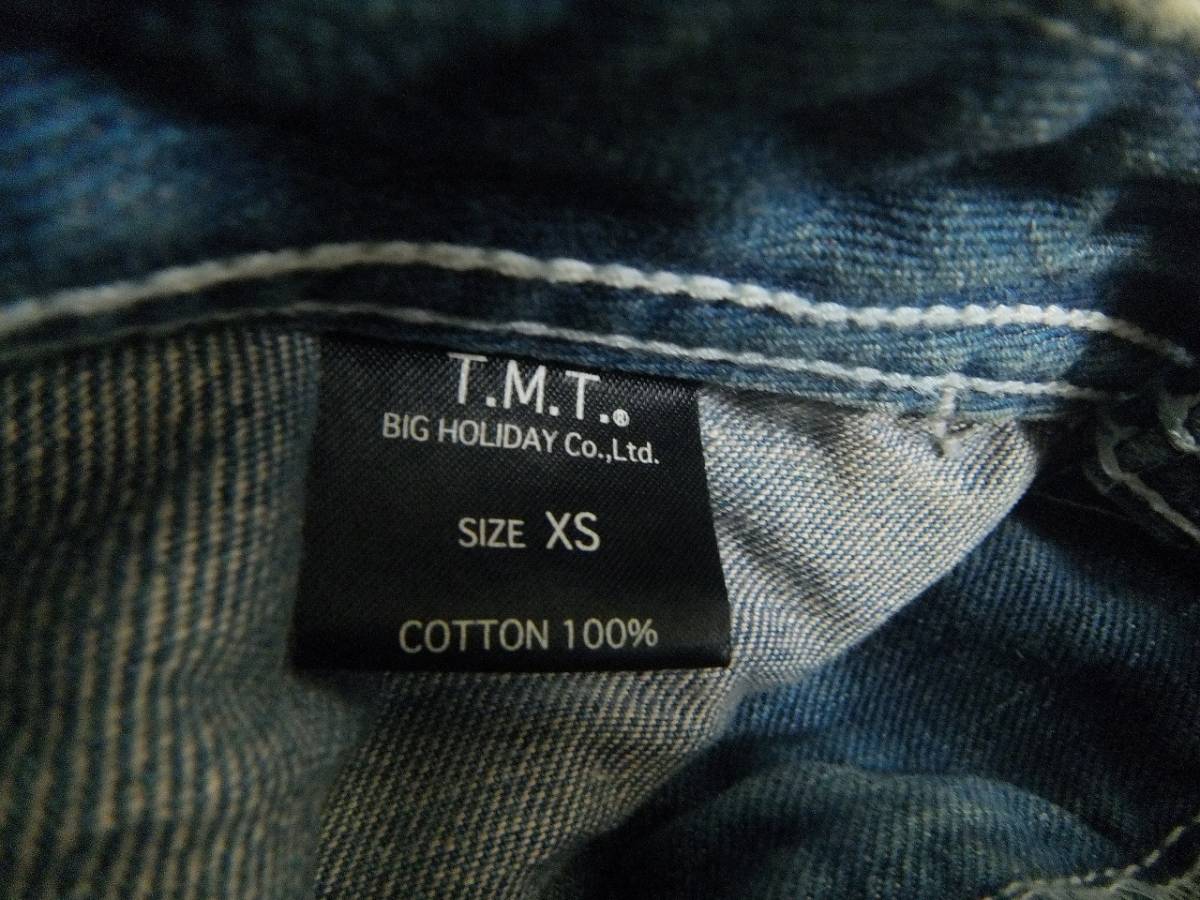 T.M.T.®
BIG HOLIDAY Co.,Ltd.
SIZE XS
COTTON 100%